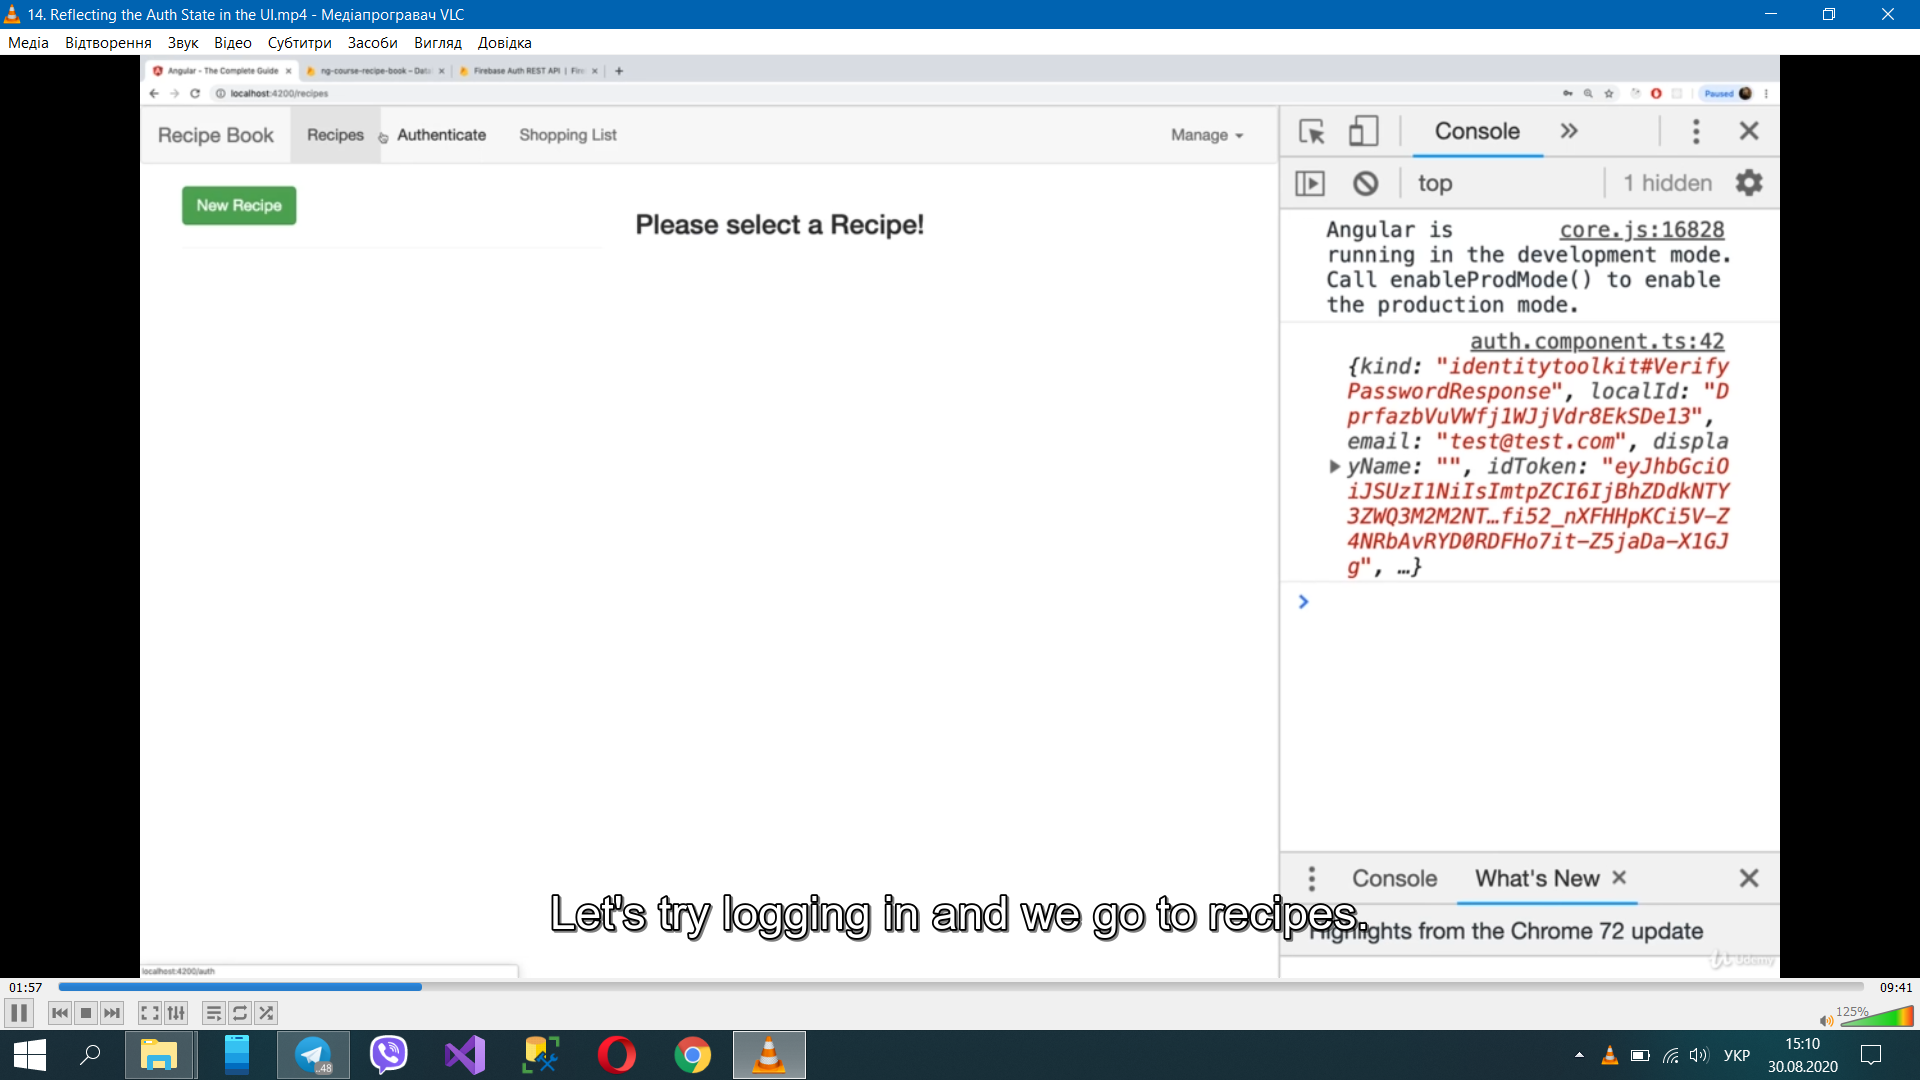 14. Reflecting the Auth State in the UI.mp4 - Медіапрогравач VLC
Медіа Відтворення Звук Відео Субтитри Засоби Вигляд Довідка
Angular - The Complete Guide ng-course-recipe-book – Data Firebase Auth REST API | Fire
localhost:4200/recipes Paused
Recipe Book Recipes Authenticate Shopping List Manage
New Recipe
Please select a Recipe!
Console
top 1 hidden
Angular is core.js:16828
running in the development mode.
Call enableProdMode() to enable
the production mode.
auth.component.ts:42
{kind: "identitytoolkit#Verify
PasswordResponse", localId: "D
prfazbVuVWfj1WJjVdr8EkSDe13",
email: "test@test.com", displa
yName: "", idToken: "eyJhbGciO
iJSUzI1NiIsImtpZCI6IjBhZDdkNTY
3ZWQ3M2M2NT…fi52_nXFHHpKCi5V-Z
4NRbAvRYD0RDFHo7it-Z5jaDa-X1GJ
g", …}
Console What's New
Highlights from the Chrome 72 update
Let's try logging in and we go to recipes.
Udemy
localhost:4200/auth
01:57 09:41
125%
..48
УКР
15:10
30.08.2020